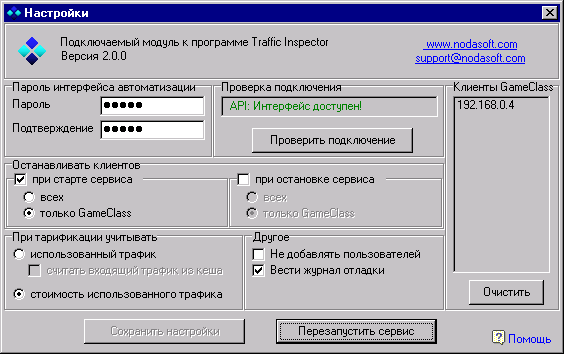 Настройки
Подключаемый модуль к программе Traffic Inspector
Версия 2.0.0
www.nodasoft.com
support@nodasoft.com
Пароль интерфейса автоматизации
Пароль
Подтверждение
Проверка подключения
API: Интерфейс доступен!
Проверить подключение
Клиенты GameClass
192.168.0.4
Останавливать клиентов
при старте сервиса
всех
только GameClass
при остановке сервиса
всех
только GameClass
При тарификации учитывать
использованный трафик
считать входящий трафик из кеша
стоимость использованного трафика
Другое
Не добавлять пользователей
Вести журнал отладки
Очистить
Сохранить настройки
Перезапустить сервис
Помощь